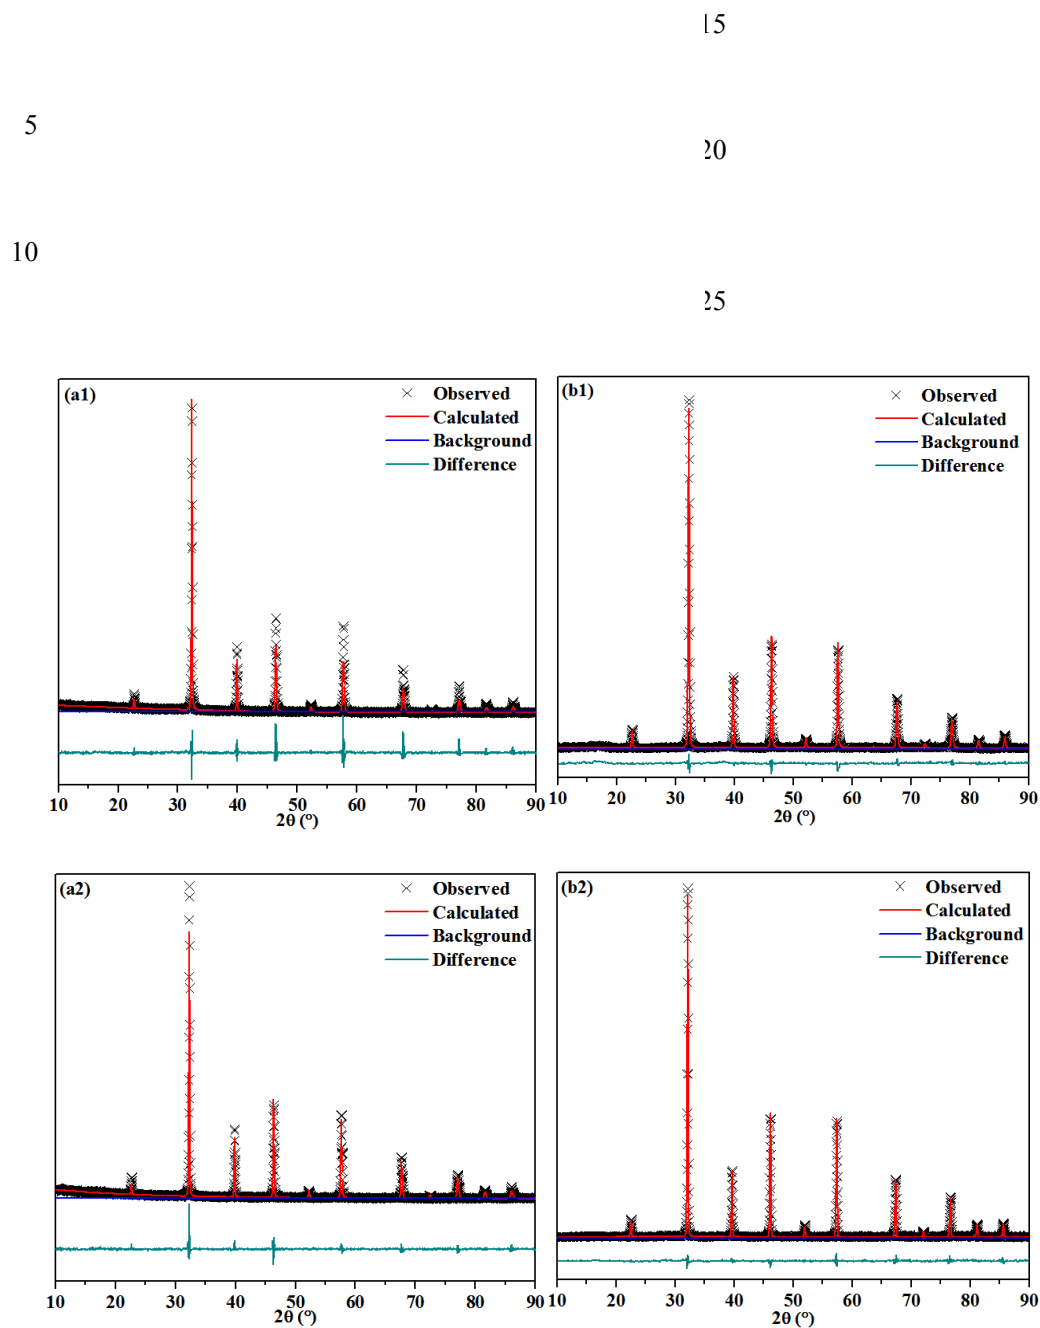 15
5
20
10
25
(a1)
Observed
Calculated
Background
Difference
10 20 30 40 50 60 70 80 90
2θ (°)
(b1)
Observed
Calculated
Background
Difference
10 20 30 40 50 60 70 80 90
2θ (°)
(a2)
Observed
Calculated
Background
Difference
10 20 30 40 50 60 70 80 90
2θ (°)
(b2)
Observed
Calculated
Background
Difference
10 20 30 40 50 60 70 80 90
2θ (°)